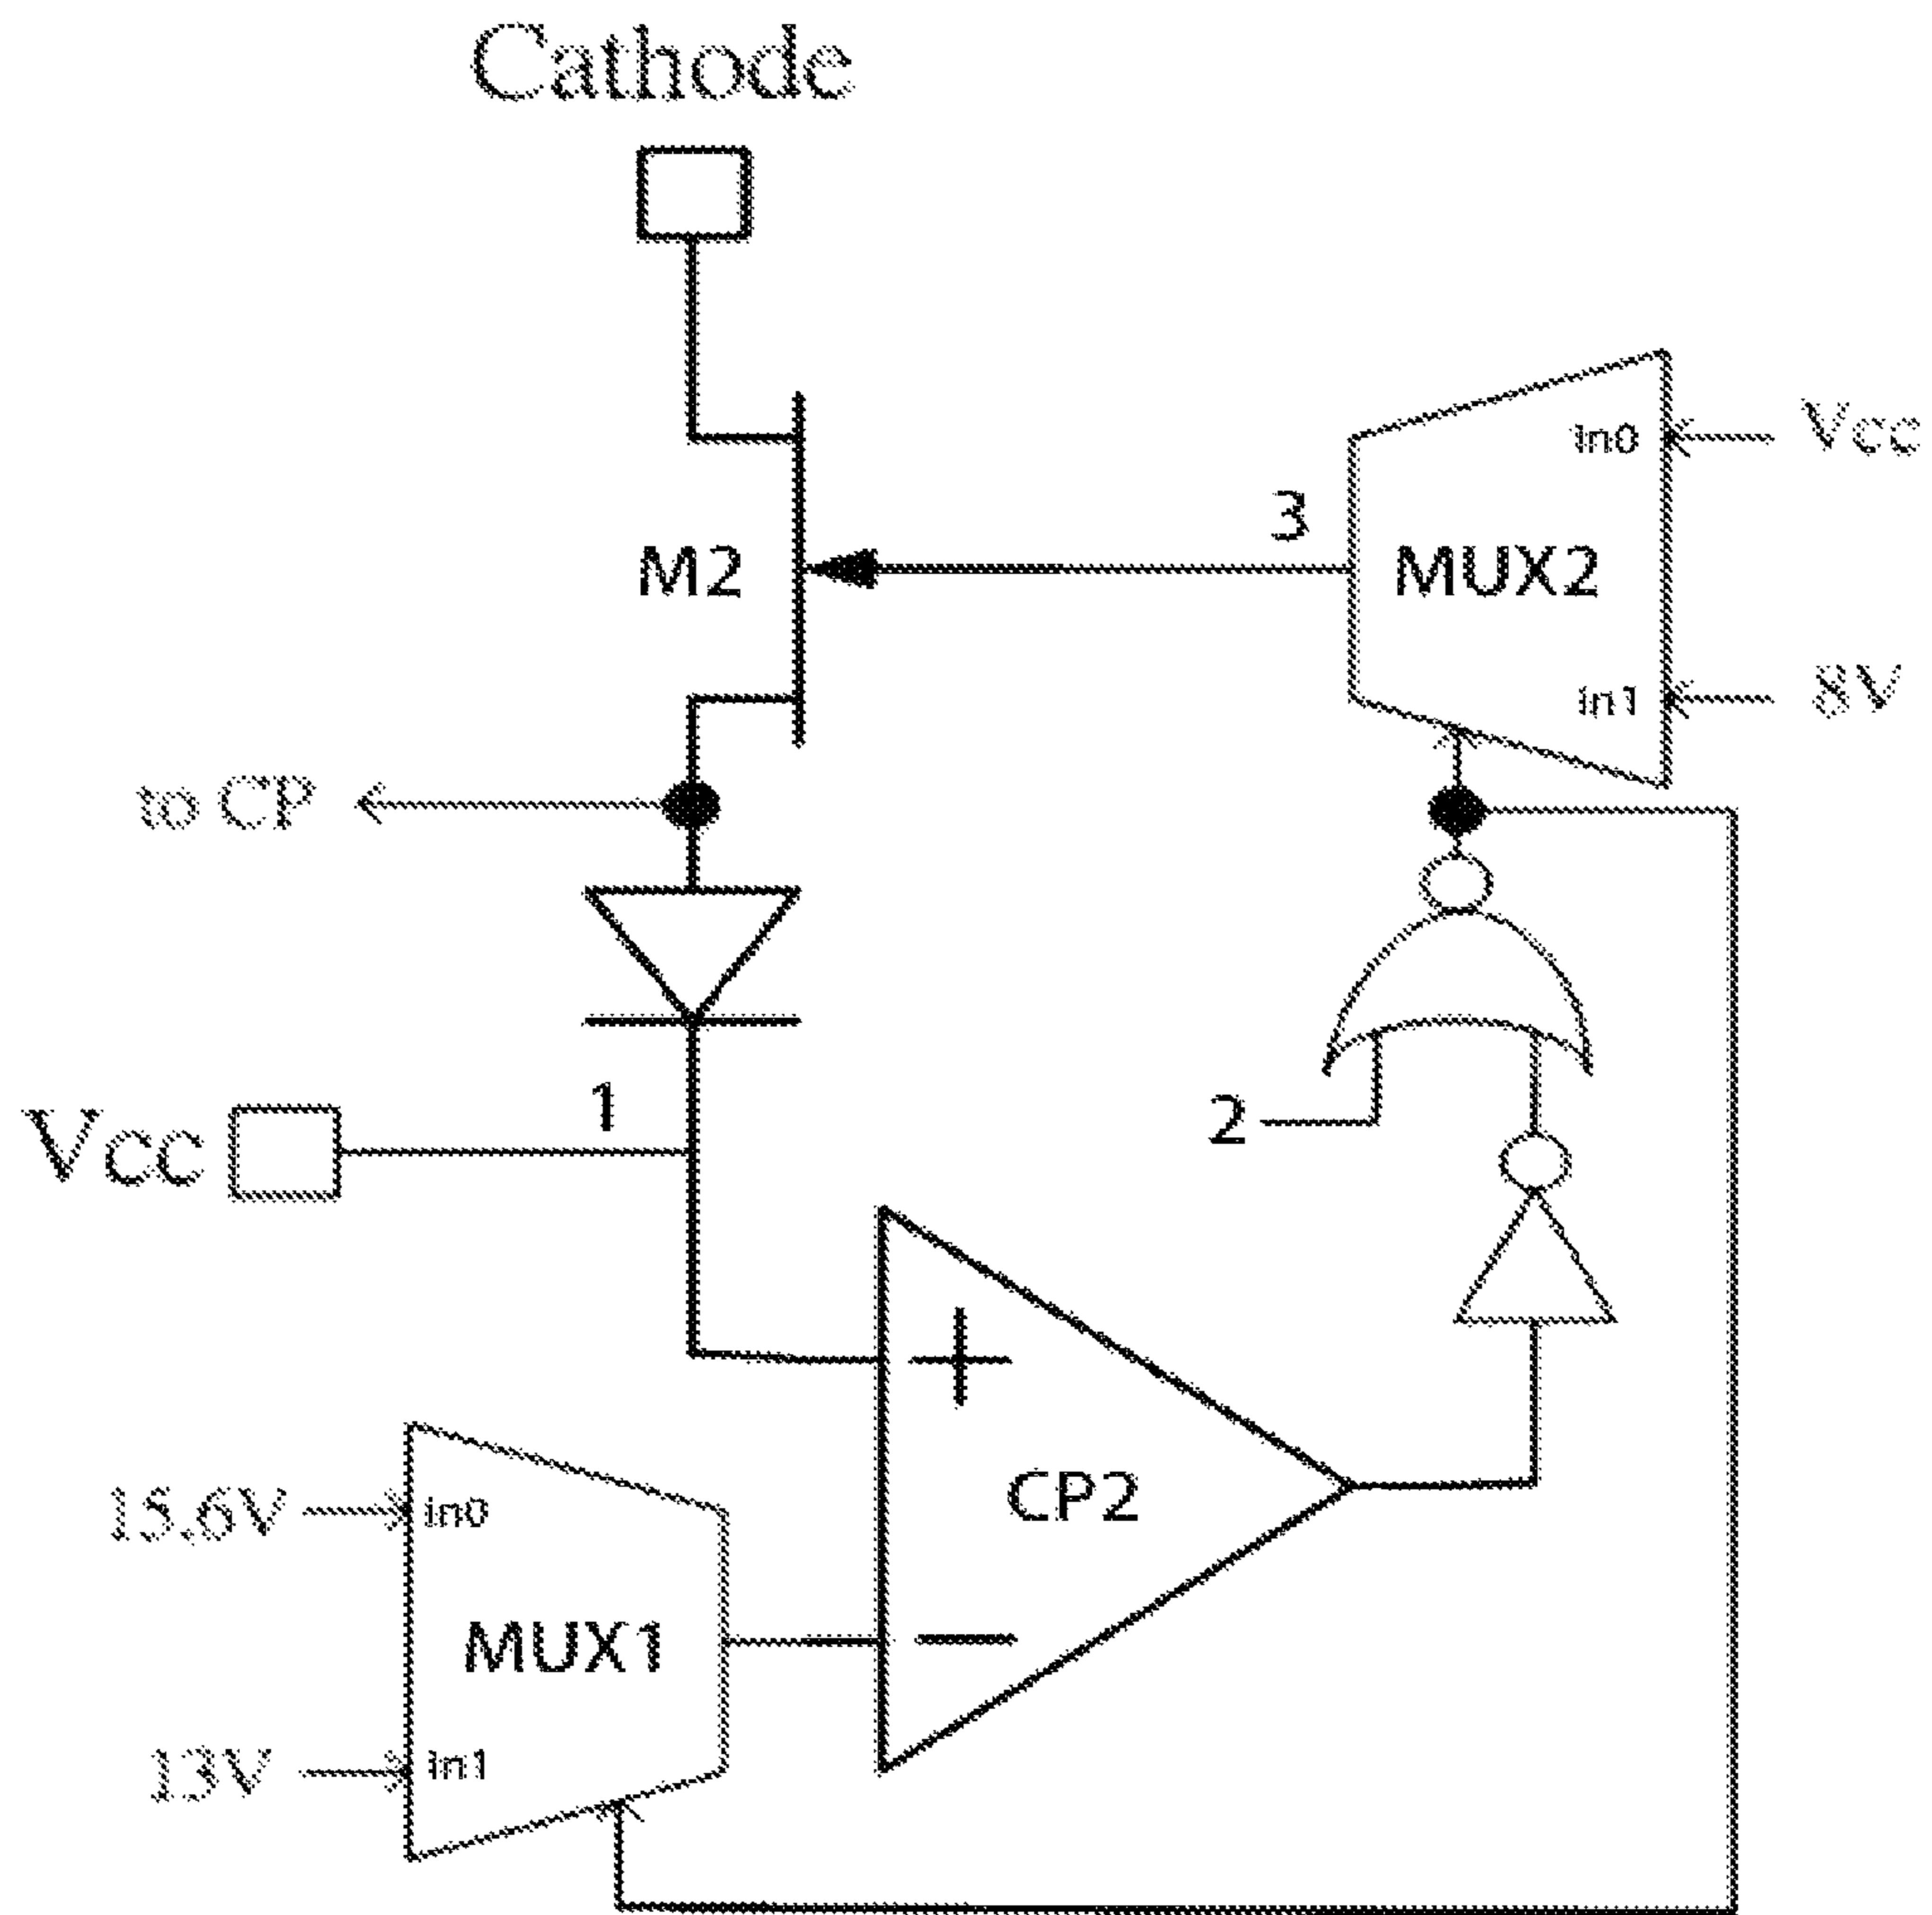 Cathode
In0
Vcc
3
M2
MUX2
In1
8V
to CP
1
Vcc
2
+
15.6V
in0
CP2
MUX1
−
13V
In1